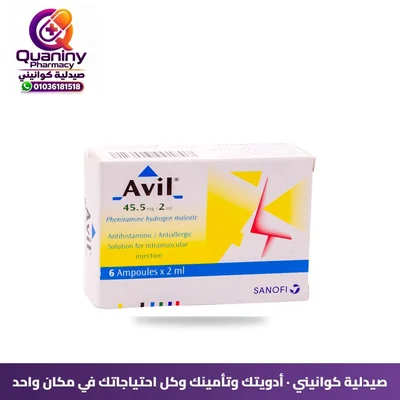 Quaniny
Pharmacy
صيدلية كوانيني
01036181518
Avil®
45.5 mg / 2 ml
Pheniramine hydrogen maleate
Antihistaminic / Antiallergic
Solution for intramuscular
injection
6 Ampoules x 2 ml
SANOFI
Avil
صيدلية كوانيني - أدويتك وتأمينك وكل احتياجاتك في مكان واحد